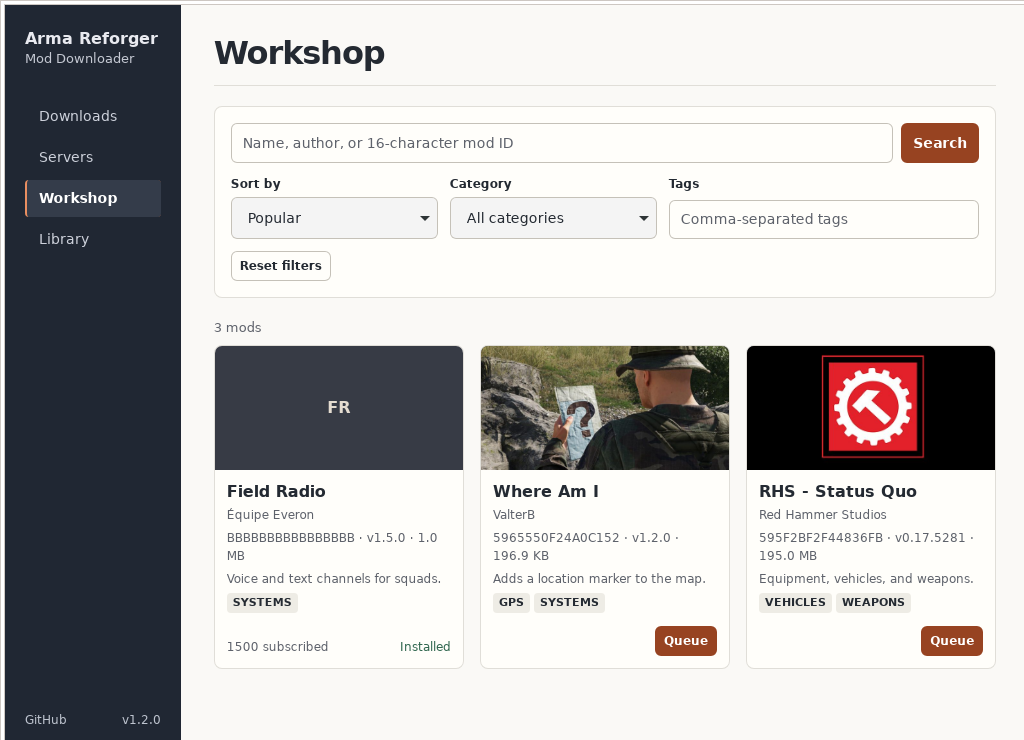 Arma Reforger
Mod Downloader
Downloads
Servers
Workshop
Library
GitHub
v1.2.0
Workshop
Name, author, or 16-character mod ID
Search
Sort by
Category
Tags
Popular
All categories
Comma-separated tags
Reset filters
3 mods
FR
Field Radio
Équipe Everon
BBBBBBBBBBBBBBBB · v1.5.0 · 1.0
MB
Voice and text channels for squads.
SYSTEMS
1500 subscribed
Installed
?
Where Am I
ValterB
5965550F24A0C152 · v1.2.0 ·
196.9 KB
Adds a location marker to the map.
GPS
SYSTEMS
Queue
RHS - Status Quo
Red Hammer Studios
595F2BF2F44836FB · v0.17.5281 ·
195.0 MB
Equipment, vehicles, and weapons.
VEHICLES
WEAPONS
Queue